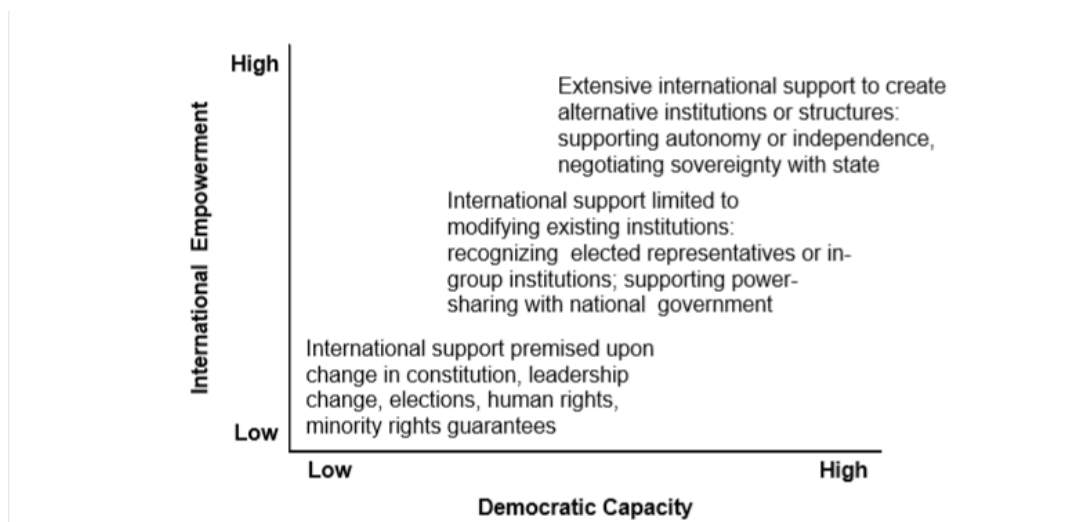 High
Extensive international support to create
alternative institutions or structures:
supporting autonomy or independence,
negotiating sovereignty with state
International Empowerment
International support limited to
modifying existing institutions:
recognizing elected representatives or in-
group institutions; supporting power-
sharing with national government
International support premised upon
change in constitution, leadership
change, elections, human rights,
minority rights guarantees
Low
Low
High
Democratic Capacity